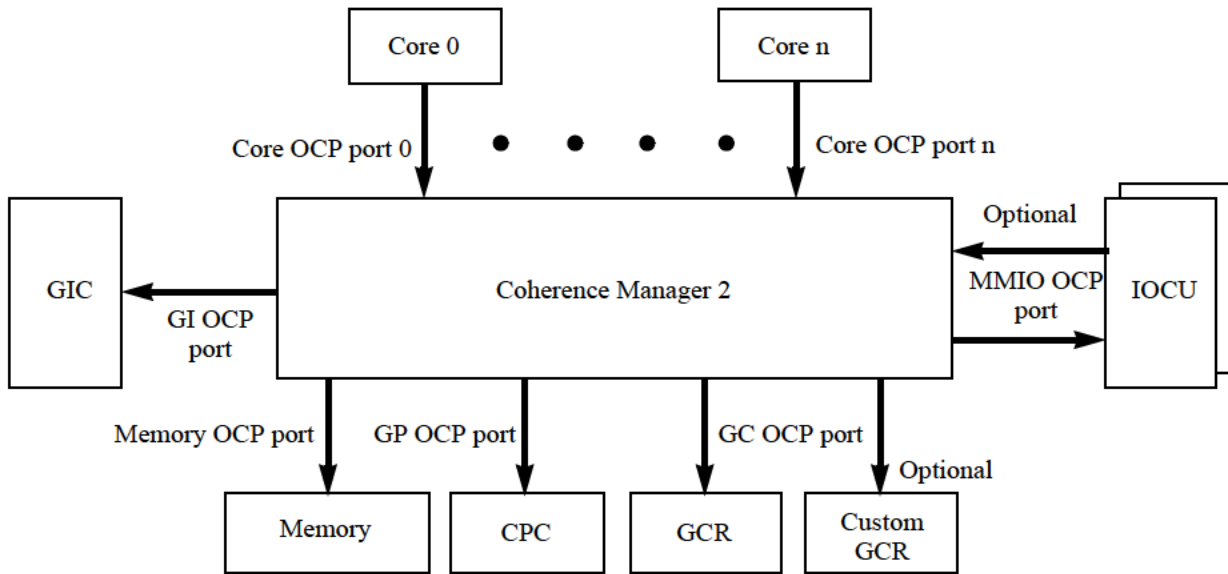 Core 0
Core n
Core OCP port 0
Core OCP port n
Optional
GIC
Coherence Manager 2
MMIO OCP
port
IOCU
GI OCP
port
Memory OCP port
GP OCP port
GC OCP port
Optional
Memory
CPC
GCR
Custom
GCR